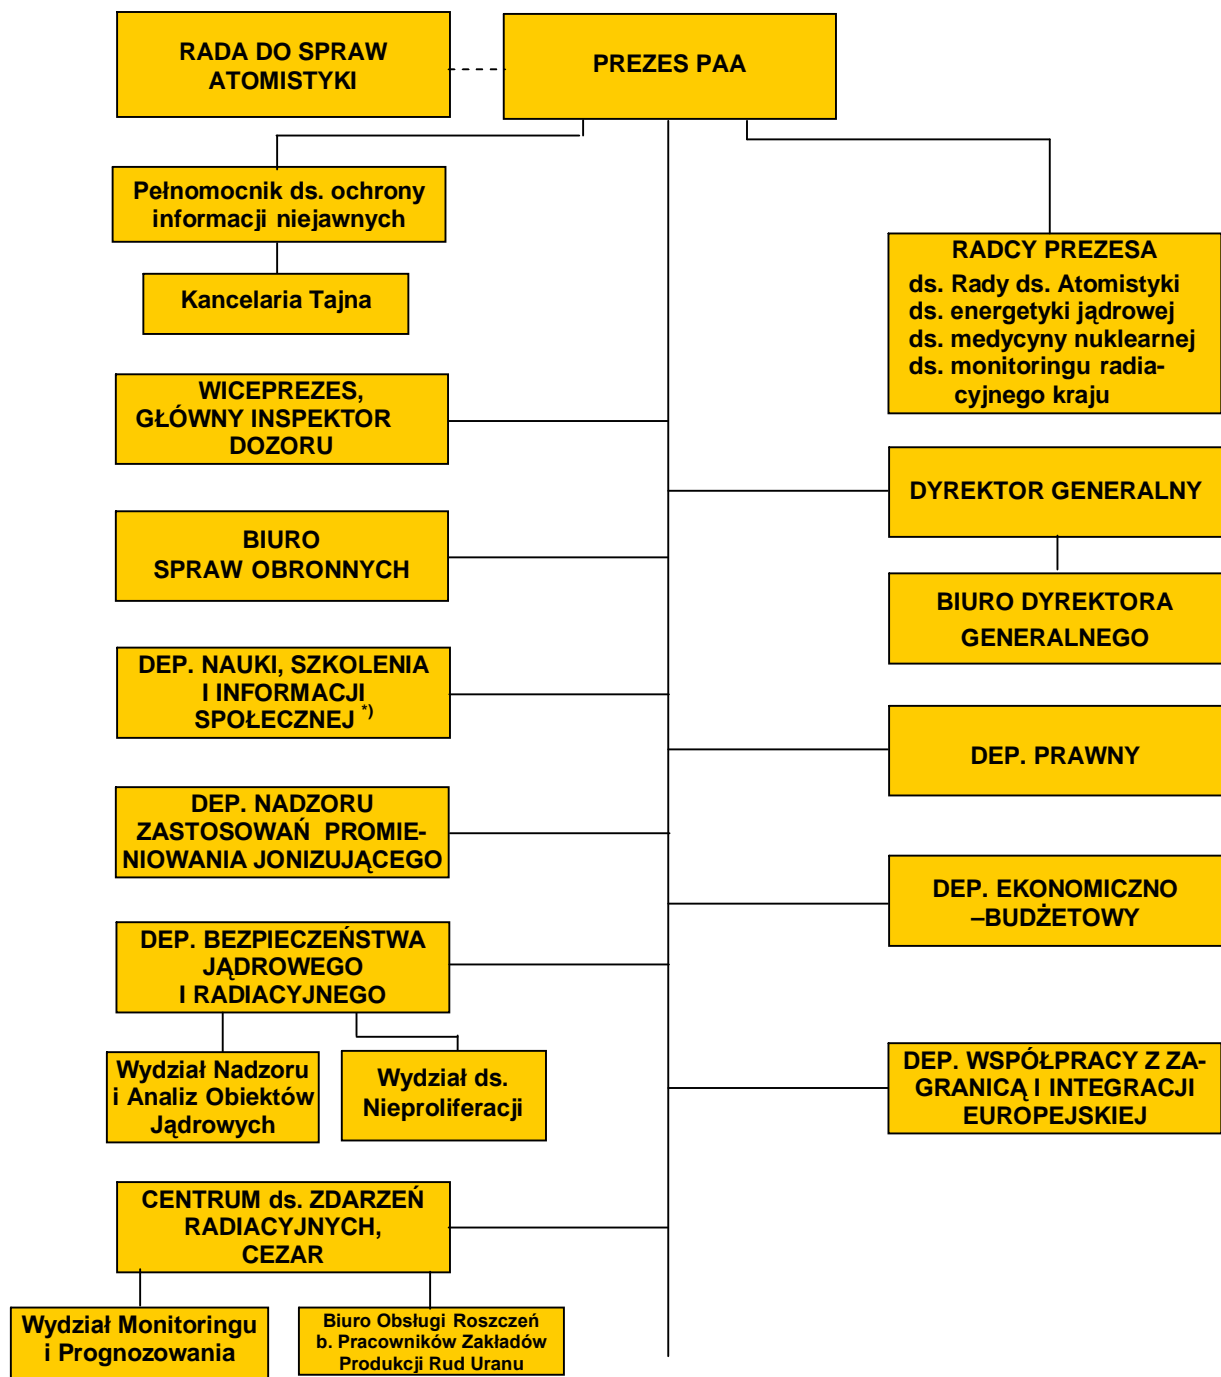 RADA DO SPRAW
ATOMISTYKI
PREZES PAA
Pełnomocnik ds. ochrony
informacji niejawnych
Kancelaria Tajna
RADCY PREZESA
ds. Rady ds. Atomistyki
ds. energetyki jądrowej
ds. medycyny nuklearnej
ds. monitoringu radia-
cyjnego kraju
WICEPREZES,
GŁÓWNY INSPEKTOR
DOZORU
DYREKTOR GENERALNY
BIURO
SPRAW OBRONNYCH
BIURO DYREKTORA
GENERALNEGO
DEP. NAUKI, SZKOLENIA
I INFORMACJI
SPOŁECZNEJ *)
DEP. PRAWNY
DEP. NADZORU
ZASTOSOWAŃ PROMIE-
NIOWANIA JONIZUJĄCEGO
DEP. EKONOMICZNO
–BUDŻETOWY
DEP. BEZPIECZEŃSTWA
JĄDROWEGO
I RADIACYJNEGO
Wydział Nadzoru
i Analiz Obiektów
Jądrowych
Wydział ds.
Nieproliferacji
DEP. WSPÓŁPRACY Z ZA-
GRANICĄ I INTEGRACJI
EUROPEJSKIEJ
CENTRUM ds. ZDARZEŃ
RADIACYJNYCH,
CEZAR
Wydział Monitoringu
i Prognozowania
Biuro Obsługi Roszczeń
b. Pracowników Zakładów
Produkcji Rud Uranu